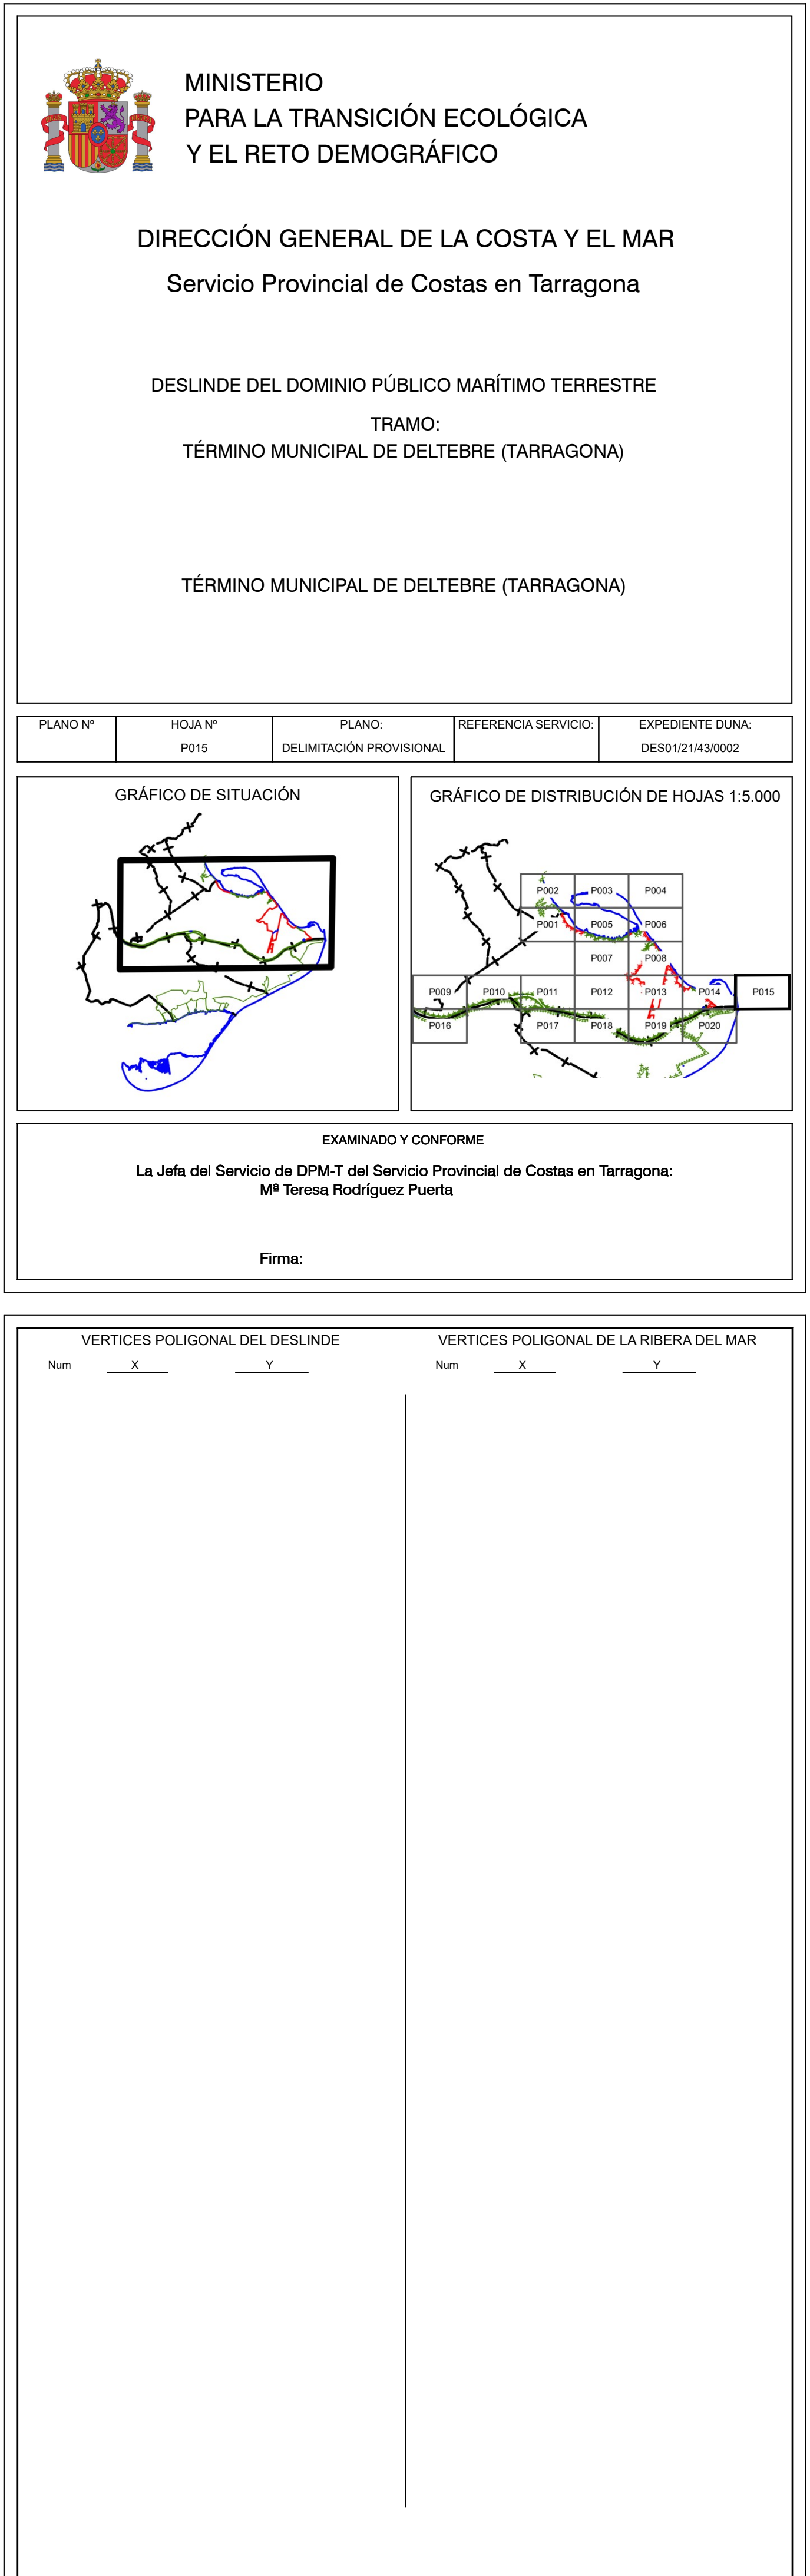 MINISTERIO
PARA LA TRANSICIÓN ECOLÓGICA
Y EL RETO DEMOGRÁFICO
DIRECCIÓN GENERAL DE LA COSTA Y EL MAR
Servicio Provincial de Costas en Tarragona
DESLINDE DEL DOMINIO PÚBLICO MARÍTIMO TERRESTRE
TRAMO:
TÉRMINO MUNICIPAL DE DELTEBRE (TARRAGONA)
TÉRMINO MUNICIPAL DE DELTEBRE (TARRAGONA)
PLANO Nº HOJA Nº PLANO: REFERENCIA SERVICIO: EXPEDIENTE DUNA:
P015 DELIMITACIÓN PROVISIONAL DES01/21/43/0002
GRÁFICO DE SITUACIÓN
GRÁFICO DE DISTRIBUCIÓN DE HOJAS 1:5.000
P002 P003 P004
P001 P005 P006
P007 P008
P009 P010 P011 P012 P013 P014 P015
P016 P017 P018 P019 P020
EXAMINADO Y CONFORME
La Jefa del Servicio de DPM-T del Servicio Provincial de Costas en Tarragona:
Mª Teresa Rodríguez Puerta
Firma:
VERTICES POLIGONAL DEL DESLINDE VERTICES POLIGONAL DE LA RIBERA DEL MAR
Num X Y Num X Y